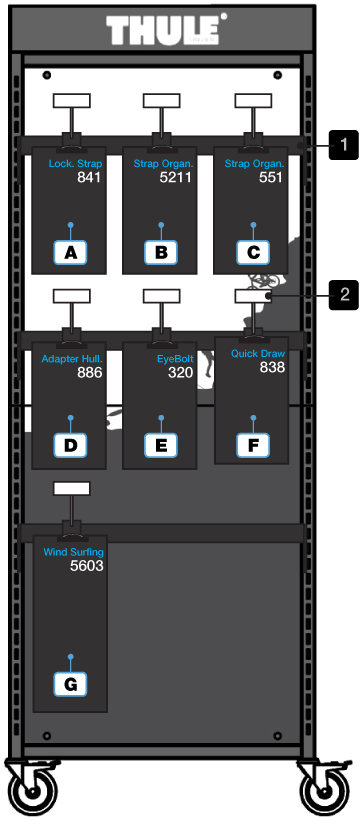 THULE
1
Lock. Strap
841
A
Strap Organ.
5211
B
Strap Organ.
551
C
2
Adapter Hull.
886
D
EyeBolt
320
E
Quick Draw
838
F
Wind Surfing
5603
G